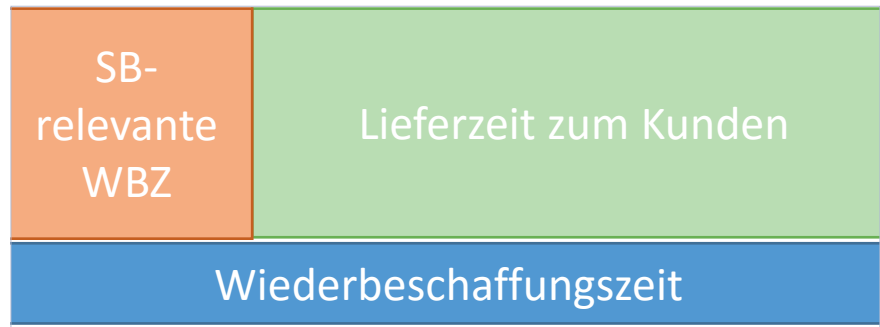 SB-
relevante
WBZ
Lieferzeit zum Kunden
Wiederbeschaffungszeit